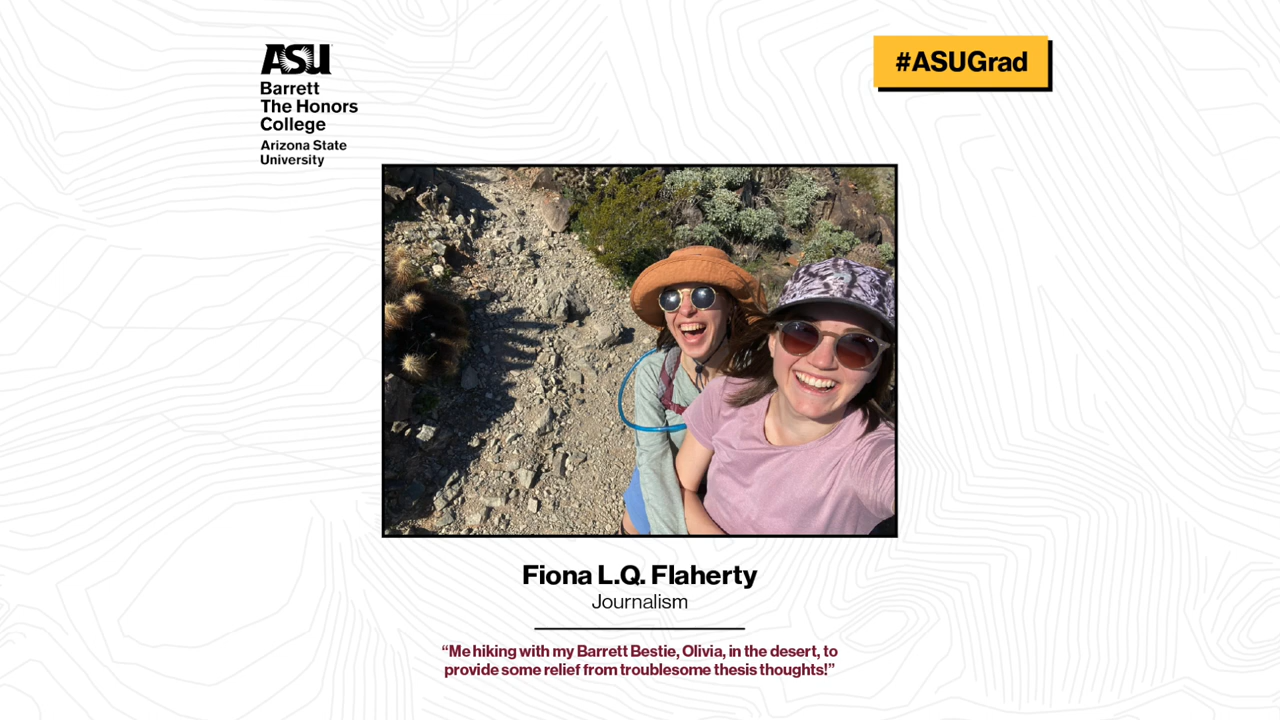 ASU
Barrett
The Honors
College
Arizona State
University
#ASUGrad
Fiona L.Q. Flaherty
Journalism
“Me hiking with my Barrett Bestie, Olivia, in the desert, to
provide some relief from troublesome thesis thoughts!”